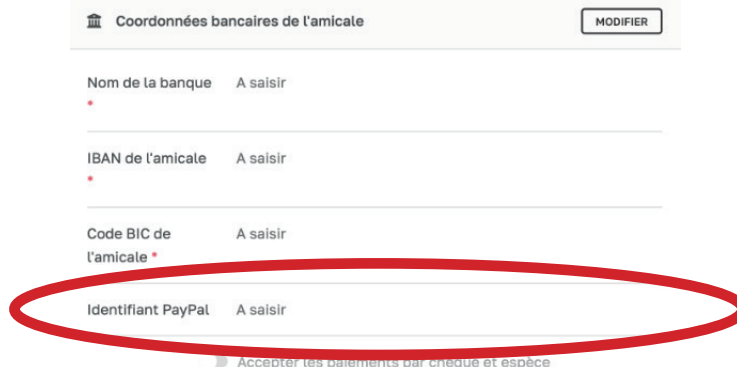 Coordonnées bancaires de l'amicale MODIFIER
Nom de la banque A saisir
*
IBAN de l'amicale A saisir
*
Code BIC de A saisir
l'amicale *
Identifiant PayPal A saisir
Accepter les paiements par chèque et espèce